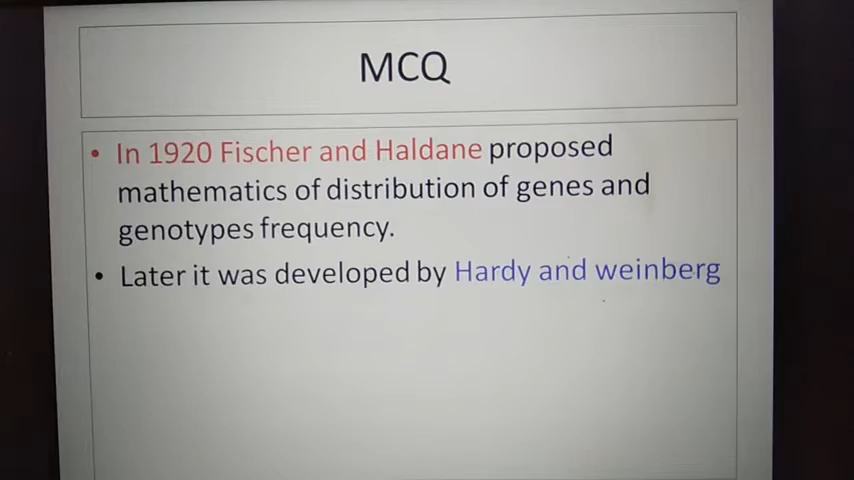 MCQ
• In 1920 Fischer and Haldane proposed
mathematics of distribution of genes and
genotypes frequency.
• Later it was developed by Hardy and weinberg